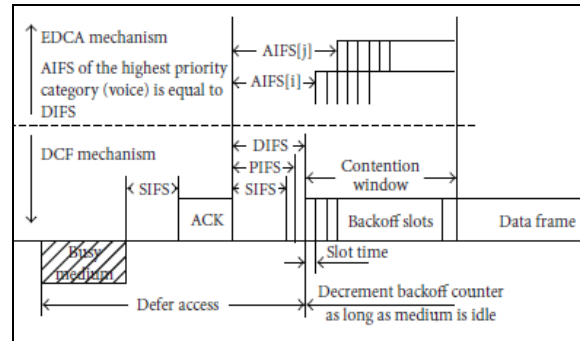 EDCA mechanism
AIFS of the highest priority
category (voice) is equal to
DIFS
AIFS[j]
AIFS[i]
DCF mechanism
DIFS
PIFS
SIFS
SIFS
Contention
window
ACK
Backoff slots
Data frame
Busy
medium
Slot time
Defer access
Decrement backoff counter
as long as medium is idle